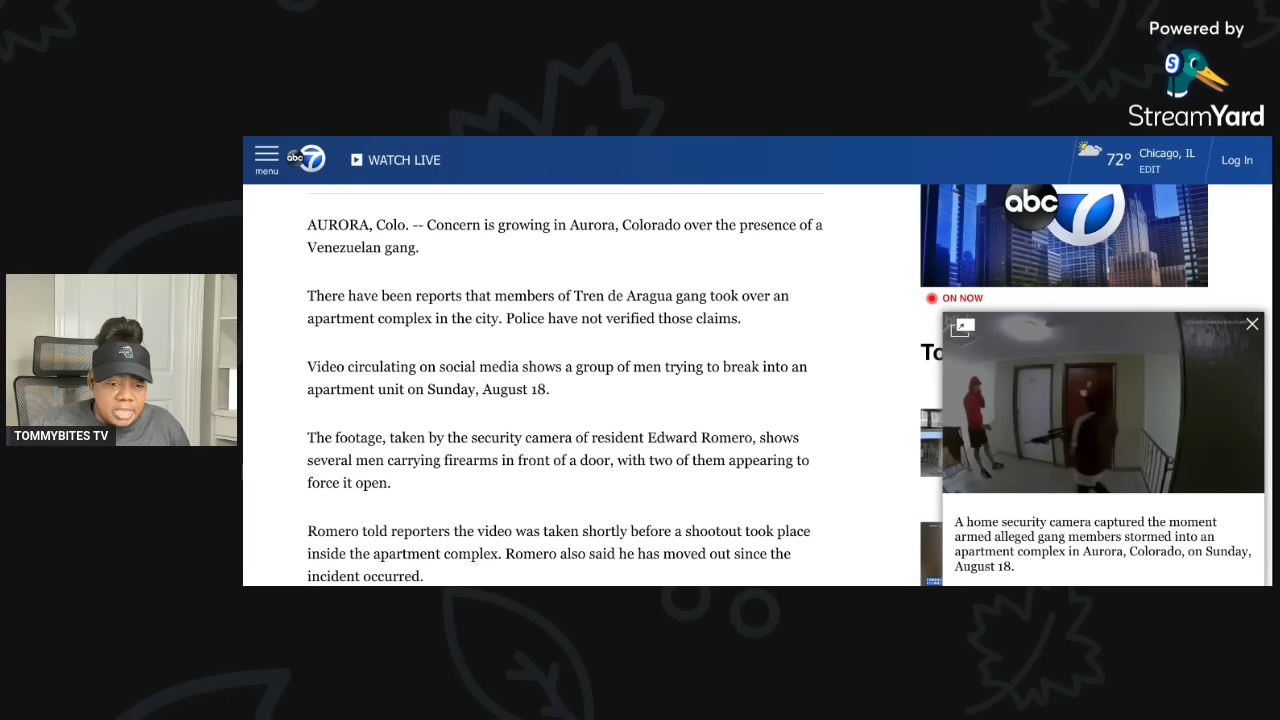 Powered by
StreamYard
menu
abc 7
WATCH LIVE
72°
Chicago, IL
EDIT
Log In
AURORA, Colo. -- Concern is growing in Aurora, Colorado over the presence of a
Venezuelan gang.
There have been reports that members of Tren de Aragua gang took over an
apartment complex in the city. Police have not verified those claims.
Video circulating on social media shows a group of men trying to break into an
apartment unit on Sunday, August 18.
The footage, taken by the security camera of resident Edward Romero, shows
several men carrying firearms in front of a door, with two of them appearing to
force it open.
Romero told reporters the video was taken shortly before a shootout took place
inside the apartment complex. Romero also said he has moved out since the
incident occurred.
abc 7
ON NOW
To
A home security camera captured the moment
armed alleged gang members stormed into an
apartment complex in Aurora, Colorado, on Sunday,
August 18.
TOMMYBITES TV